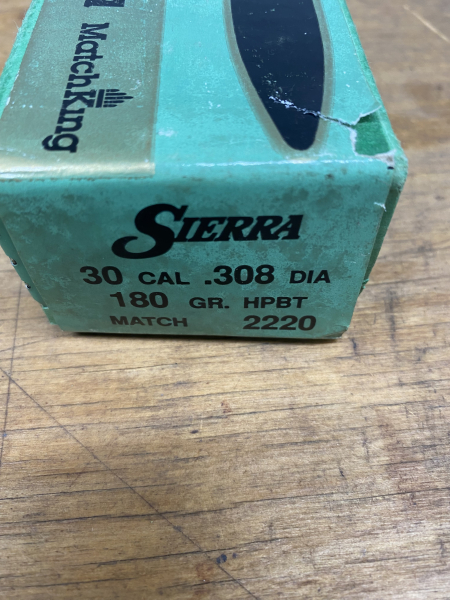 MatchKing
SIERRA
30 CAL .308 DIA
180 GR. HPBT
MATCH 2220